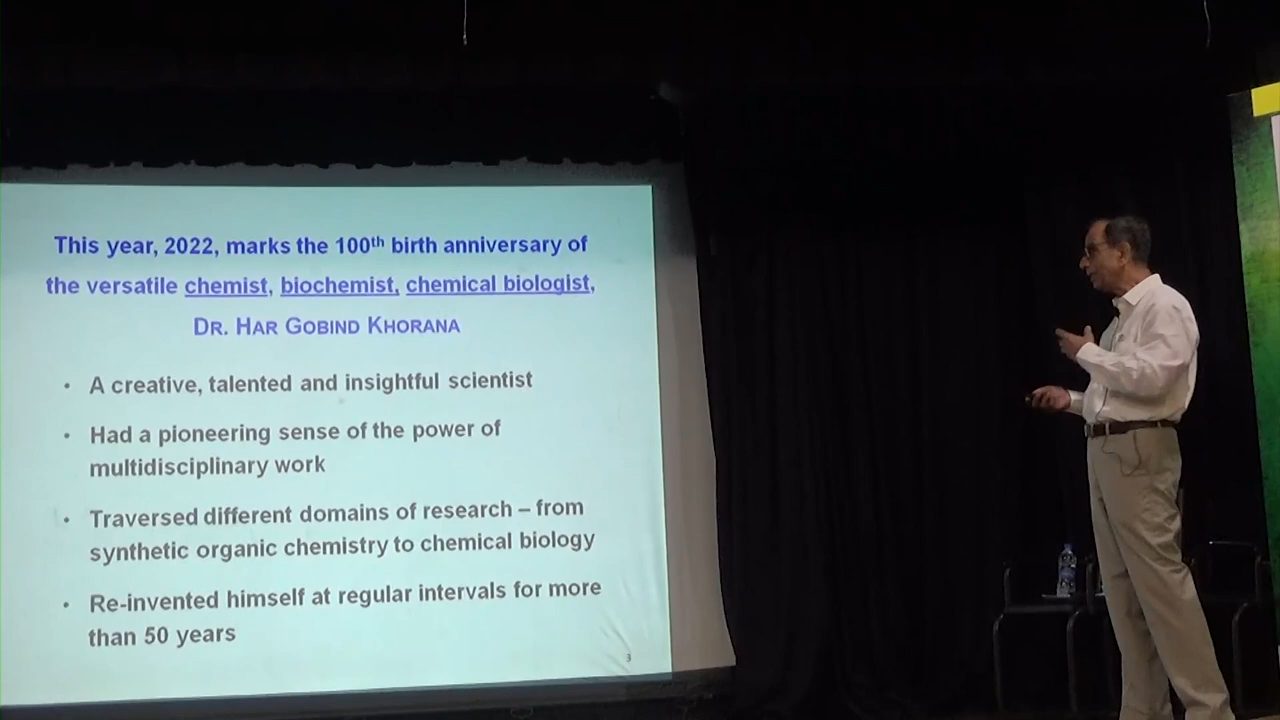 This year, 2022, marks the 100th birth anniversary of
the versatile chemist, biochemist, chemical biologist,
DR. HAR GOBIND KHORANA
• A creative, talented and insightful scientist
• Had a pioneering sense of the power of
multidisciplinary work
• Traversed different domains of research – from
synthetic organic chemistry to chemical biology
• Re-invented himself at regular intervals for more
than 50 years
3